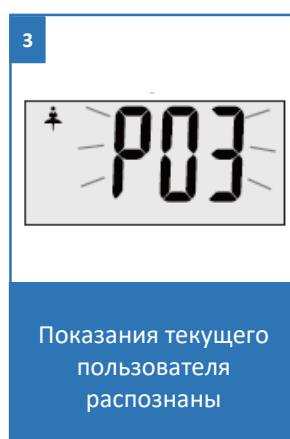 3
P03
Показания текущего
пользователя
распознаны